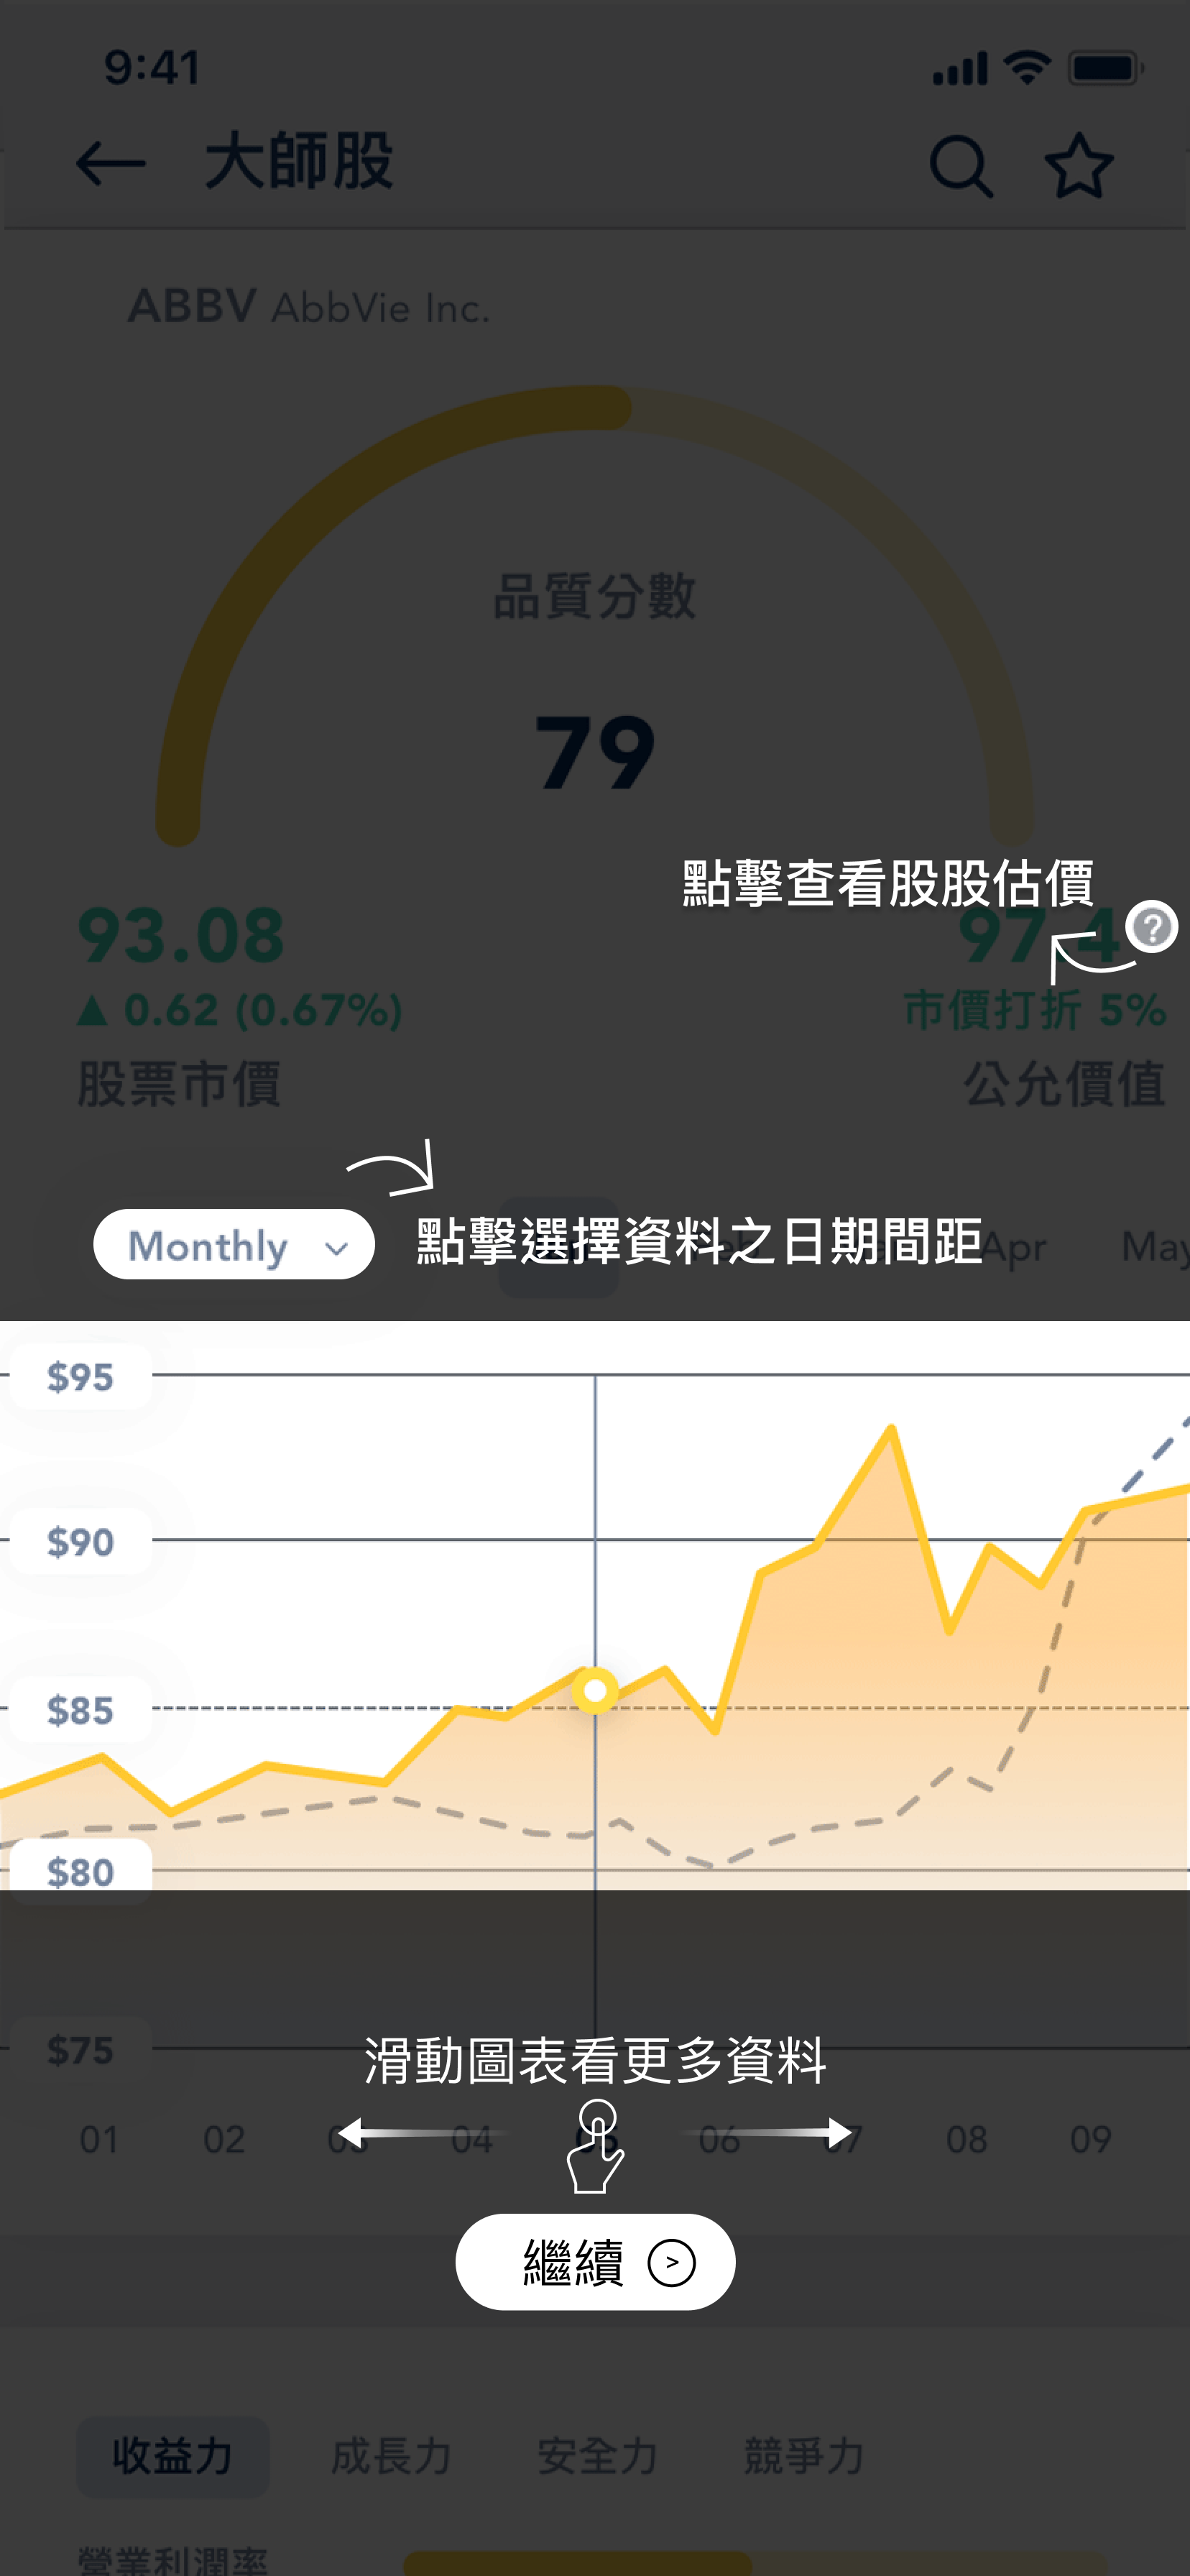 9:41
大師股
ABBV AbbVie Inc.
品質分數
79
點擊查看股股估價
93.08
97.4
?
▲ 0.62 (0.67%)
市價打折 5%
股票市價
公允價值
Monthly
點擊選擇資料之日期間距
Apr
May
$95
$90
$85
$80
$75
滑動圖表看更多資料
01 02 03 04 05 06 07 08 09
繼續 >
收益力 成長力 安全力 競爭力
營業利潤率